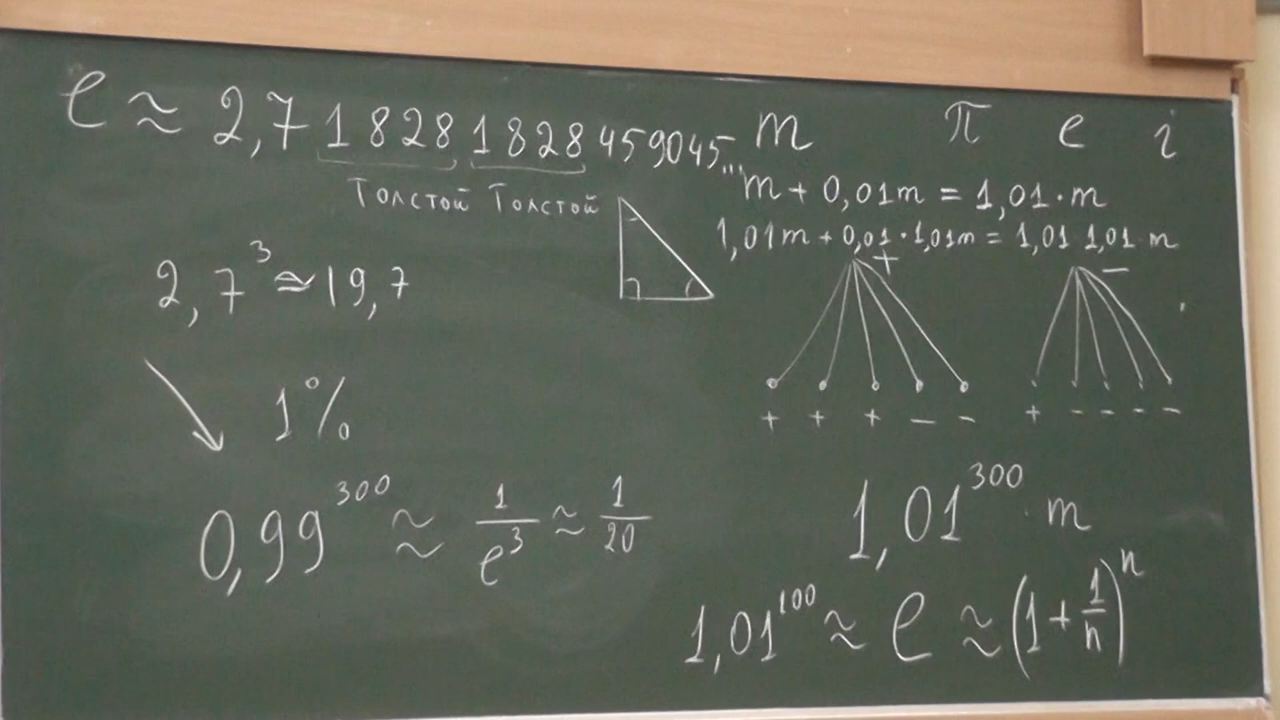 e ≈ 2,7 1828 1828 459045... m π e i
Толстой Толстой
m + 0,01m = 1,01·m
1,01m + 0,01·1,01m = 1,01 1,01·m
2,7³ ≈ 19,7
+ −
+ + + − − + − − − −
1%
0,99³⁰⁰ ≈ 1/e³ ≈ 1/20
1,01³⁰⁰·m
1,01¹⁰⁰ ≈ e ≈ (1 + 1/n)ⁿ